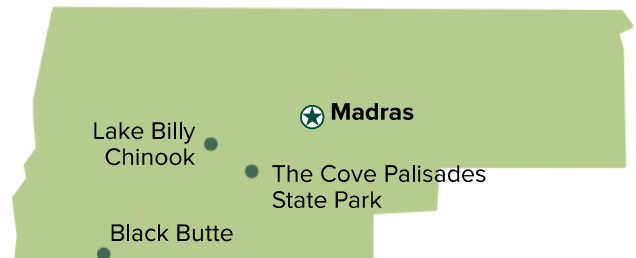 Madras
Lake Billy
Chinook
The Cove Palisades
State Park
Black Butte